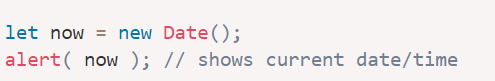 let now = new Date();
alert( now ); // shows current date/time